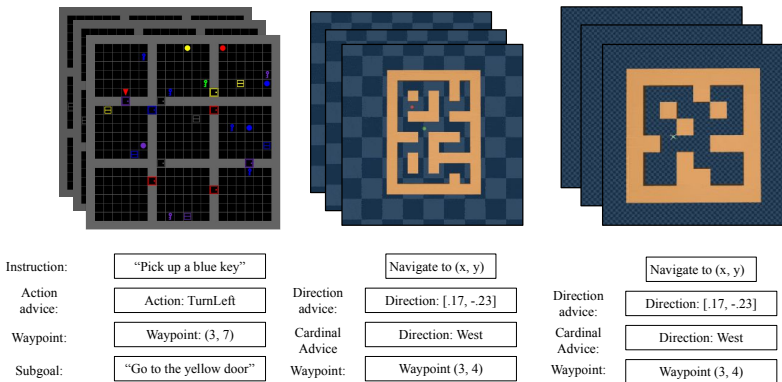 Instruction:
"Pick up a blue key"
Action
advice:
Action: TurnLeft
Waypoint:
Waypoint: (3, 7)
Subgoal:
"Go to the yellow door"
Navigate to (x, y)
Direction
advice:
Direction: [.17, -.23]
Cardinal
Advice
Direction: West
Waypoint:
Waypoint (3, 4)
Navigate to (x, y)
Direction
advice:
Direction: [.17, -.23]
Cardinal
Advice:
Direction: West
Waypoint:
Waypoint (3, 4)